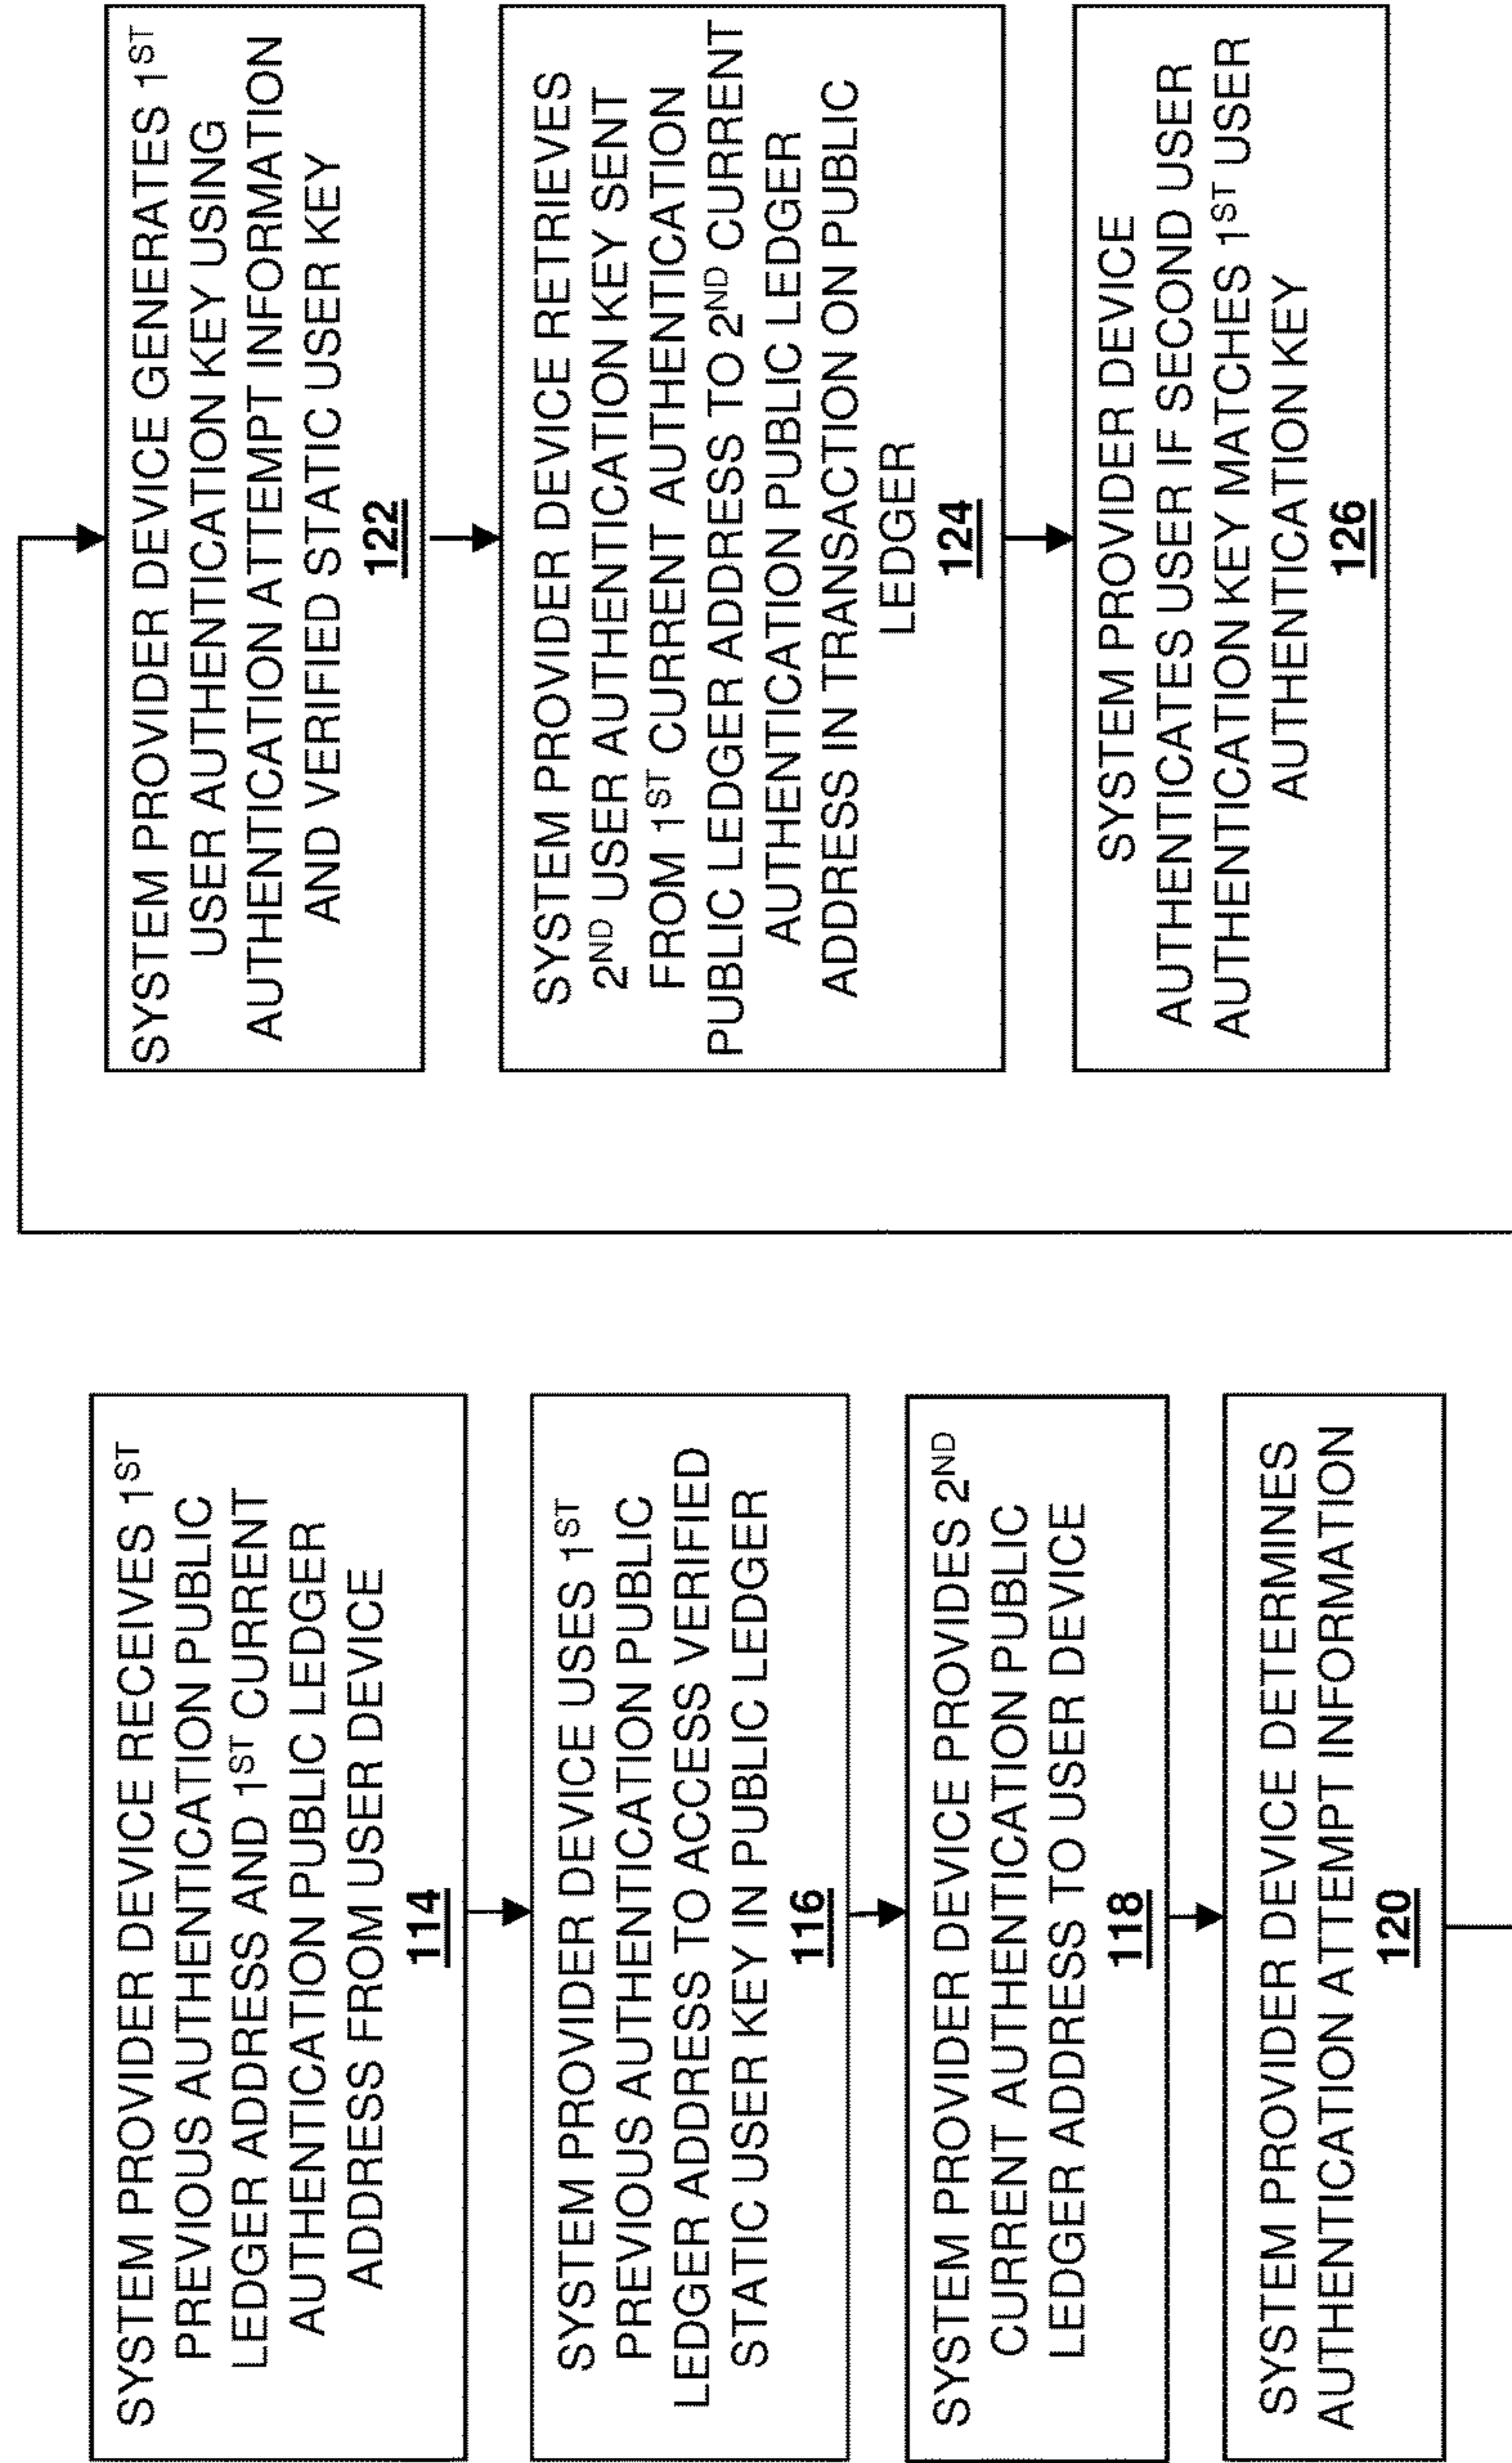 SYSTEM PROVIDER DEVICE RECEIVES 1ST
PREVIOUS AUTHENTICATION PUBLIC
LEDGER ADDRESS AND 1ST CURRENT
AUTHENTICATION PUBLIC LEDGER
ADDRESS FROM USER DEVICE
114
SYSTEM PROVIDER DEVICE USES 1ST
PREVIOUS AUTHENTICATION PUBLIC
LEDGER ADDRESS TO ACCESS VERIFIED
STATIC USER KEY IN PUBLIC LEDGER
116
SYSTEM PROVIDER DEVICE PROVIDES 2ND
CURRENT AUTHENTICATION PUBLIC
LEDGER ADDRESS TO USER DEVICE
118
SYSTEM PROVIDER DEVICE DETERMINES
AUTHENTICATION ATTEMPT INFORMATION
120
SYSTEM PROVIDER DEVICE GENERATES 1ST
USER AUTHENTICATION KEY USING
AUTHENTICATION ATTEMPT INFORMATION
AND VERIFIED STATIC USER KEY
122
SYSTEM PROVIDER DEVICE RETRIEVES
2ND USER AUTHENTICATION KEY SENT
FROM 1ST CURRENT AUTHENTICATION
PUBLIC LEDGER ADDRESS TO 2ND CURRENT
AUTHENTICATION PUBLIC LEDGER
ADDRESS IN TRANSACTION ON PUBLIC
LEDGER
124
SYSTEM PROVIDER DEVICE
AUTHENTICATES USER IF SECOND USER
AUTHENTICATION KEY MATCHES 1ST USER
AUTHENTICATION KEY
126